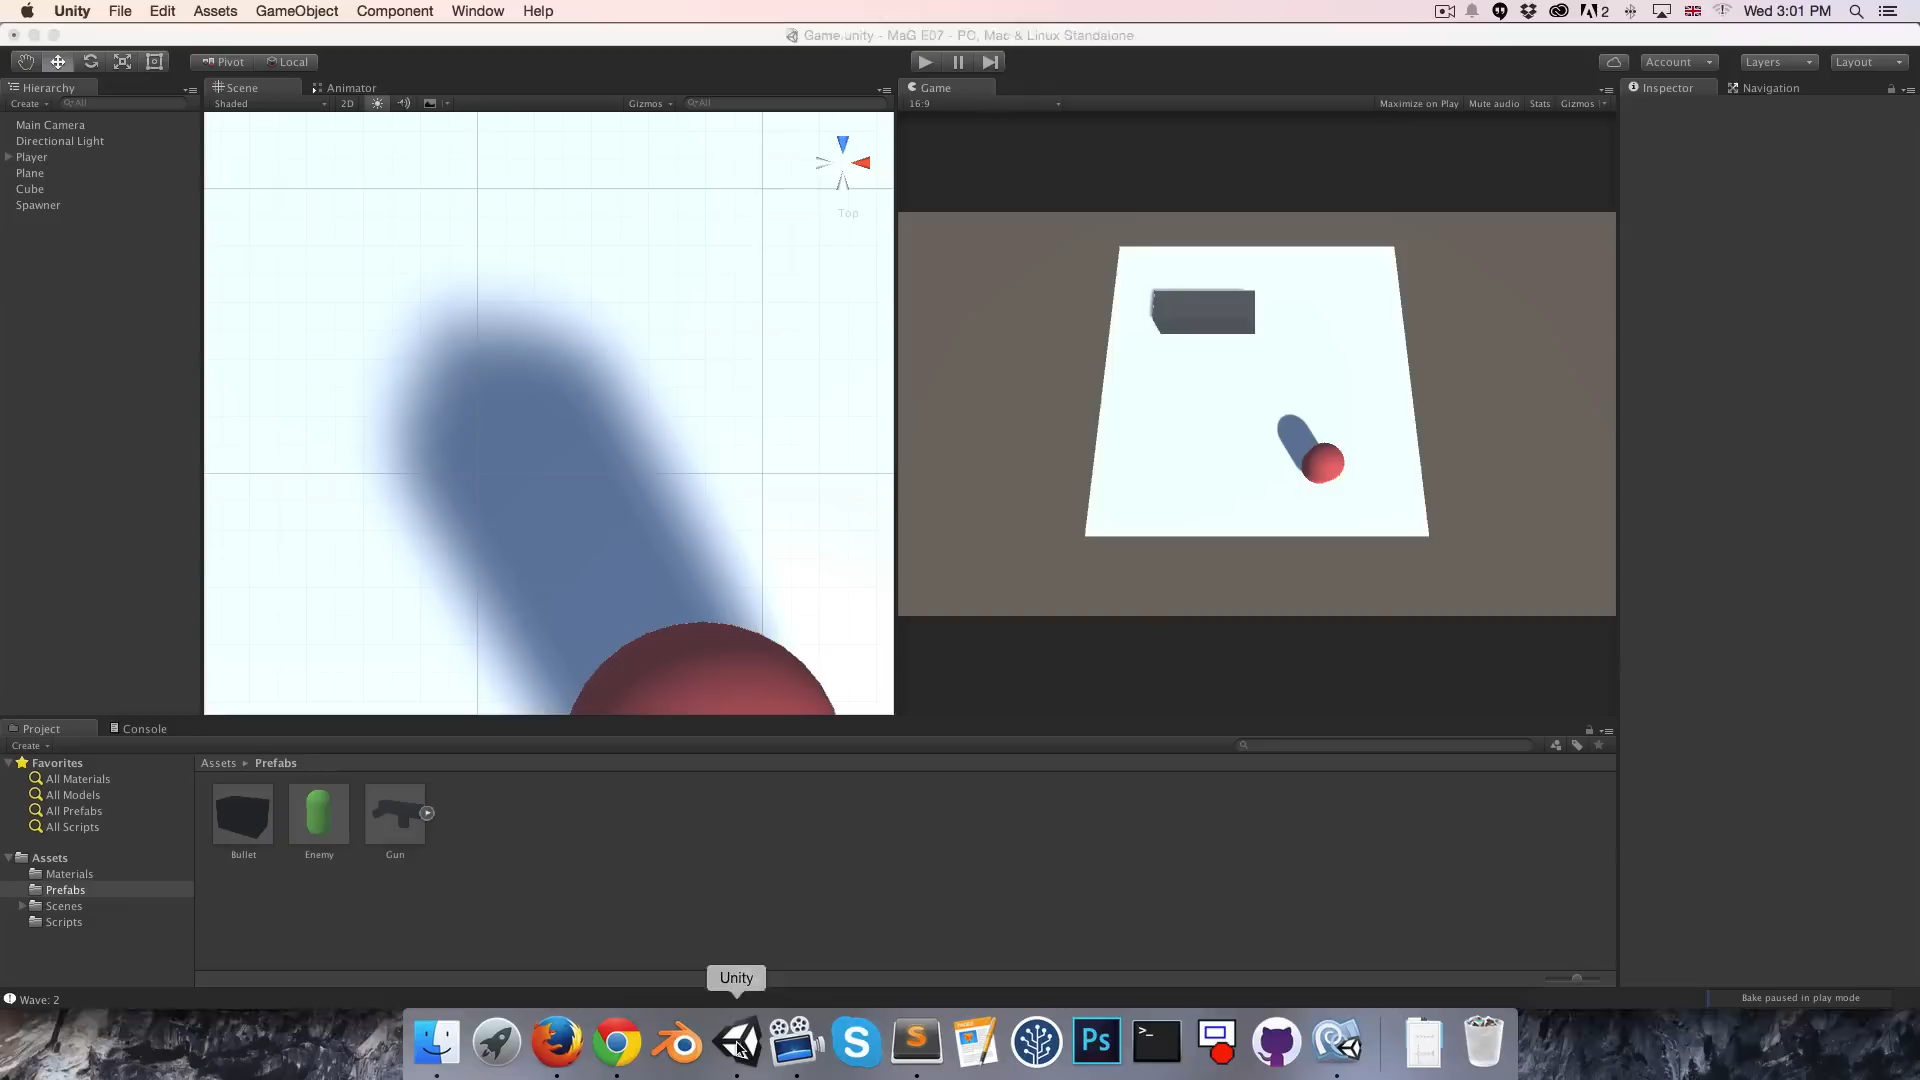 Unity File Edit Assets GameObject Component Window Help 2 Wed 3:01 PM
Game.unity - MaG E07 - PC, Mac & Linux Standalone
Pivot Local Account Layers Layout
Hierarchy Scene Animator Game Inspector Navigation
Create All Shaded 2D Gizmos All 16:9 Maximize on Play Mute audio Stats Gizmos
Main Camera
Directional Light
Player
Plane
Cube
Spawner
Top
Project Console
Create
Favorites
All Materials
All Models
All Prefabs
All Scripts
Assets
Materials
Prefabs
Scenes
Scripts
Assets Prefabs
Bullet Enemy Gun
Unity
Wave: 2 Bake paused in play mode
Ps